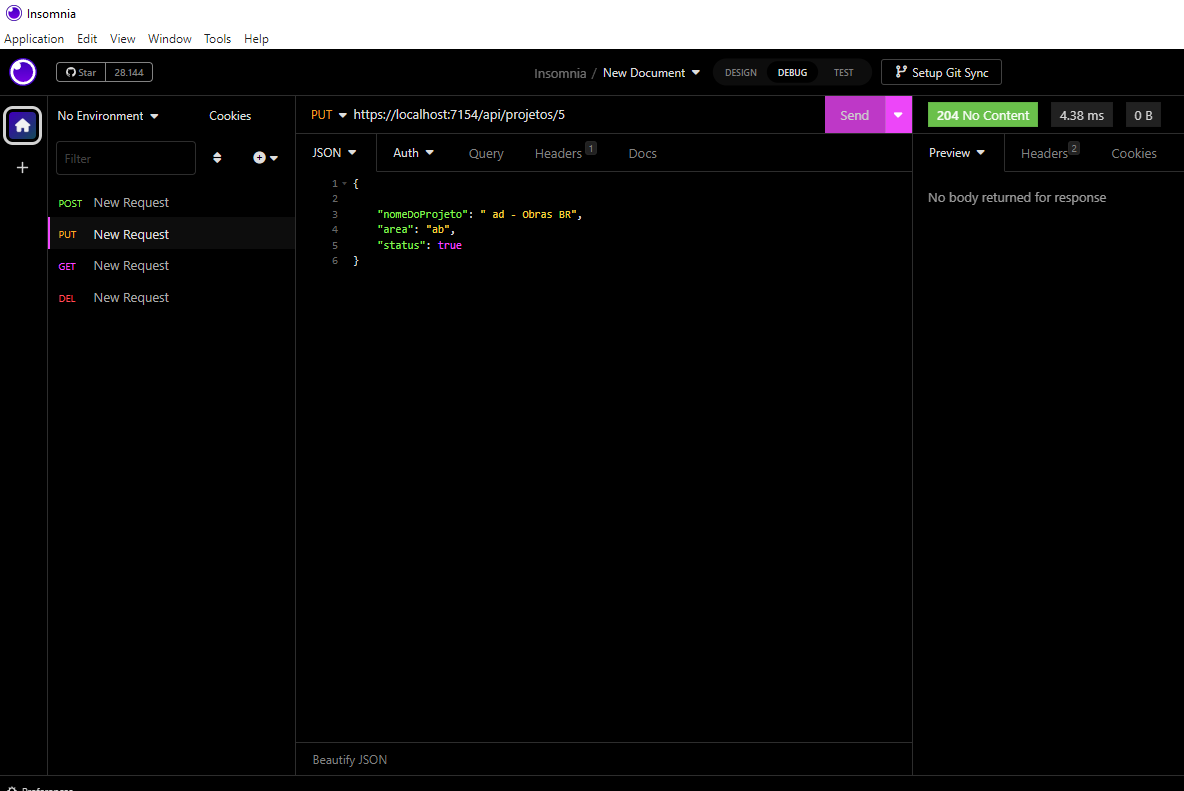 Insomnia
Application Edit View Window Tools Help
Star 28.144
Insomnia / New Document
DESIGN DEBUG TEST
Setup Git Sync
No Environment
Cookies
Filter
POST New Request
PUT New Request
GET New Request
DEL New Request
PUT https://localhost:7154/api/projetos/5
Send
JSON Auth Query Headers 1 Docs
1 {
2
3 "nomeDoProjeto": " ad - Obras BR",
4 "area": "ab",
5 "status": true
6 }
Beautify JSON
204 No Content 4.38 ms 0 B
Preview Headers 2 Cookies
No body returned for response
Preferences